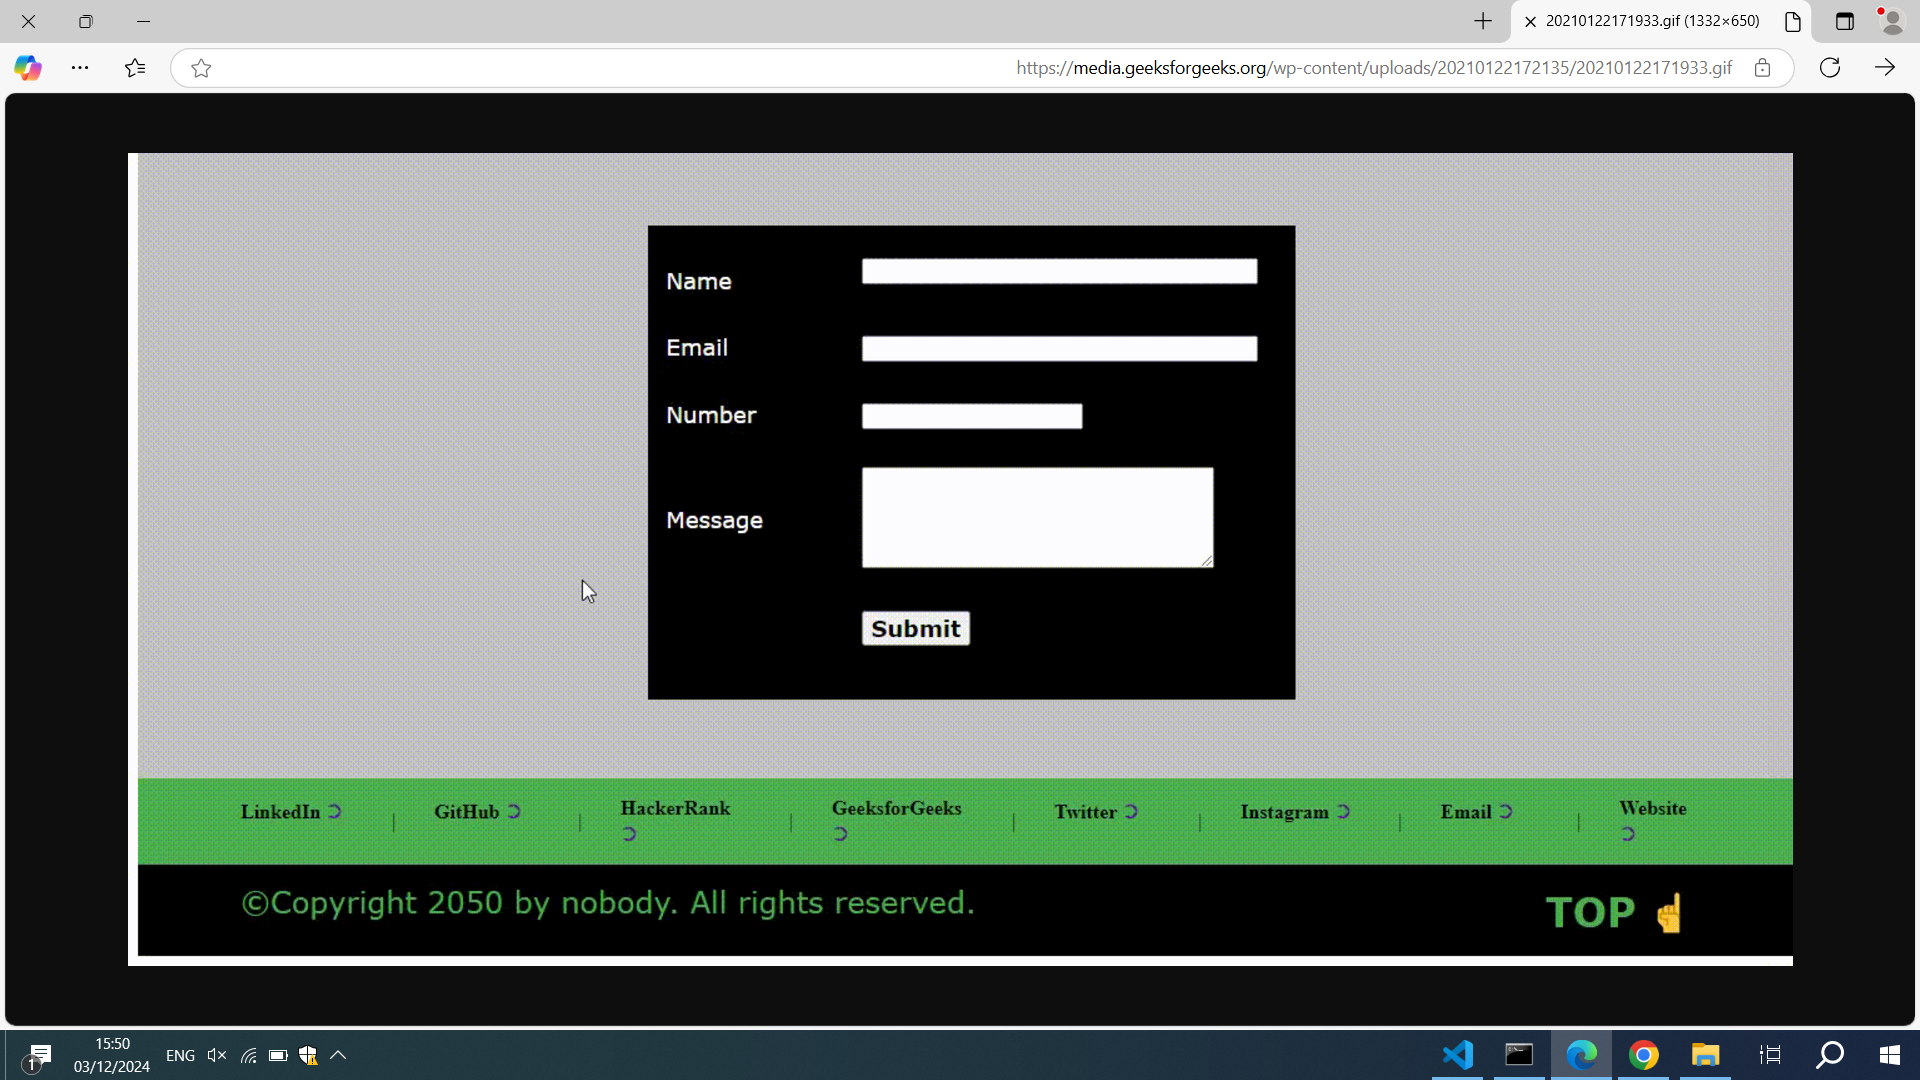 20210122171933.gif (1332×650)
https://media.geeksforgeeks.org/wp-content/uploads/20210122172135/20210122171933.gif
Name
Email
Number
Message
Submit
LinkedIn
GitHub
HackerRank
GeeksforGeeks
Twitter
Instagram
Email
Website
©Copyright 2050 by nobody. All rights reserved.
TOP ☝
1
15:50
03/12/2024
ENG